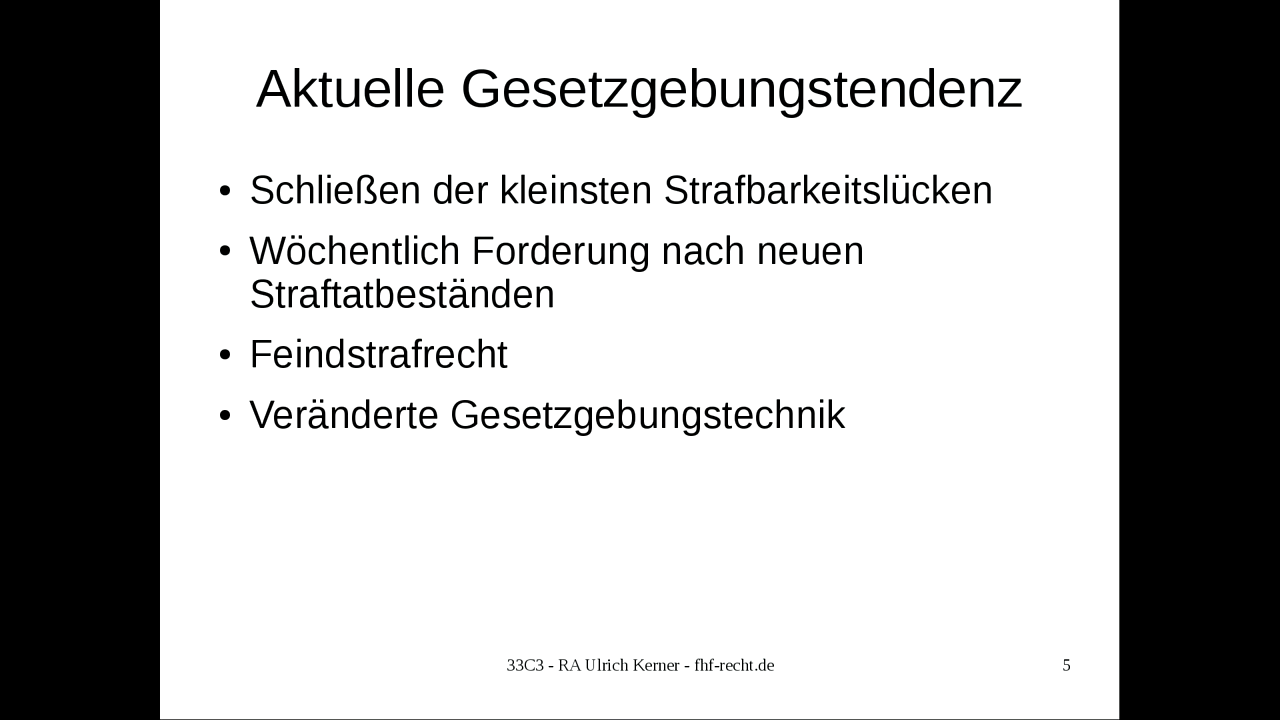 Aktuelle Gesetzgebungstendenz
• Schließen der kleinsten Strafbarkeitslücken
• Wöchentlich Forderung nach neuen
Straftatbeständen
• Feindstrafrecht
• Veränderte Gesetzgebungstechnik
33C3 - RA Ulrich Kerner - fhf-recht.de 5